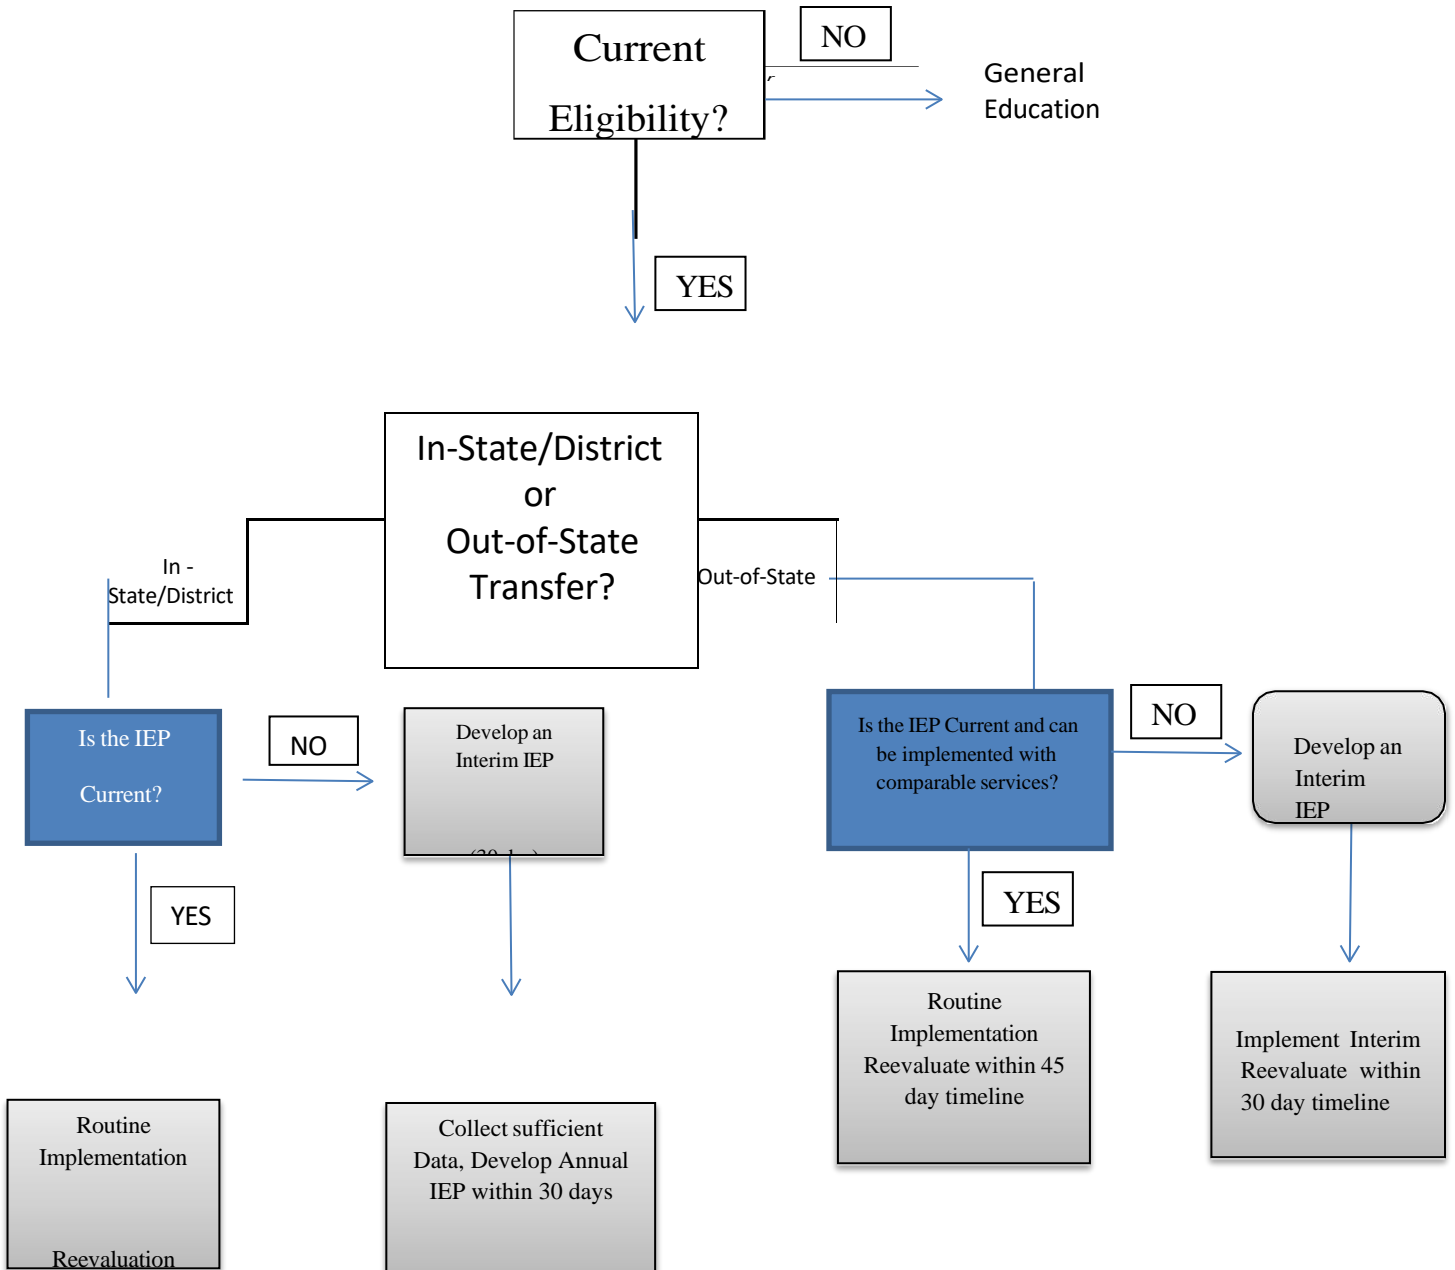 Current
Eligibility?
NO
General
Education
YES
In-State/District
or
Out-of-State
Transfer?
In -
State/District
Out-of-State
Is the IEP
Current?
NO
Develop an
Interim IEP
Is the IEP Current and can
be implemented with
comparable services?
NO
Develop an
Interim
IEP
YES
YES
Routine
Implementation
Reevaluate within 45
day timeline
Implement Interim
Reevaluate within
30 day timeline
Routine
Implementation
Reevaluation
Collect sufficient
Data, Develop Annual
IEP within 30 days